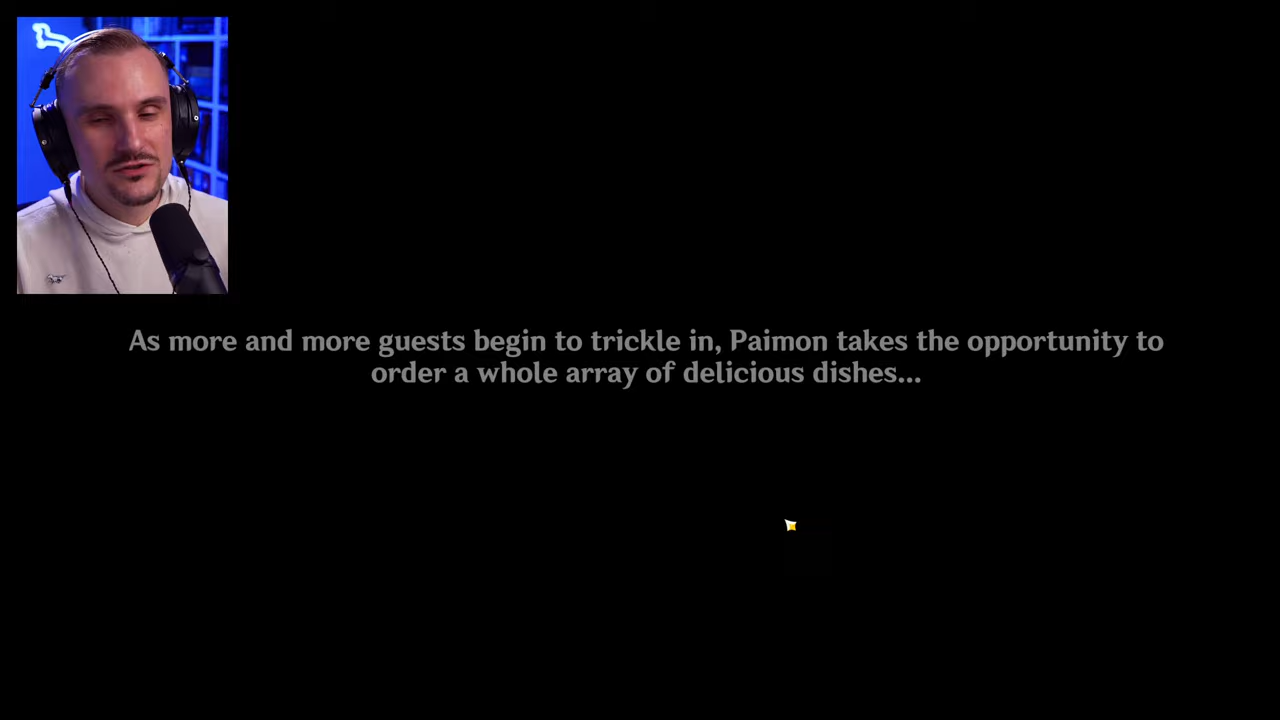 As more and more guests begin to trickle in, Paimon takes the opportunity to
order a whole array of delicious dishes...